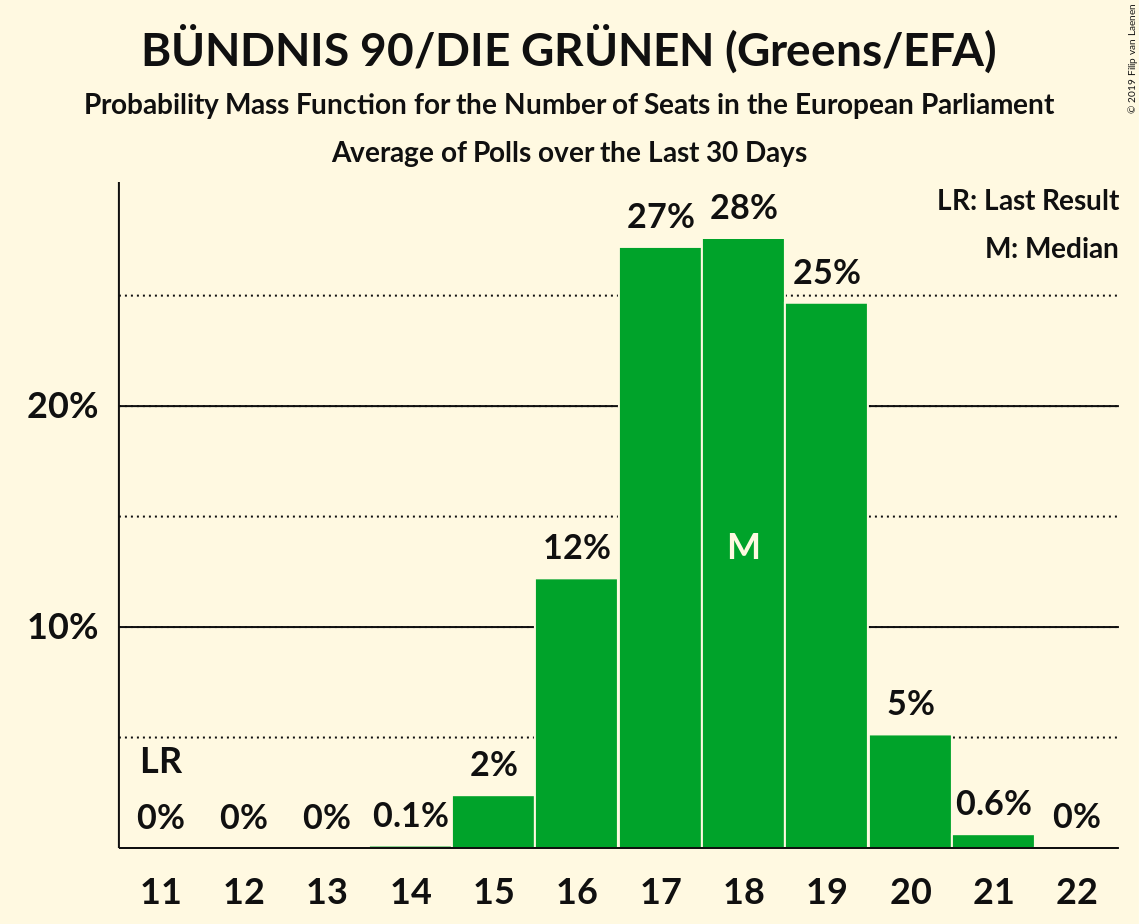 BÜNDNIS 90/DIE GRÜNEN (Greens/EFA)
Probability Mass Function for the Number of Seats in the European Parliament
Average of Polls over the Last 30 Days
© 2019 Filip van Laenen
LR: Last Result
M: Median
20%
10%
LR
0%
0%
0%
0.1%
2%
12%
27%
28%
25%
5%
0.6%
0%
M
11 12 13 14 15 16 17 18 19 20 21 22